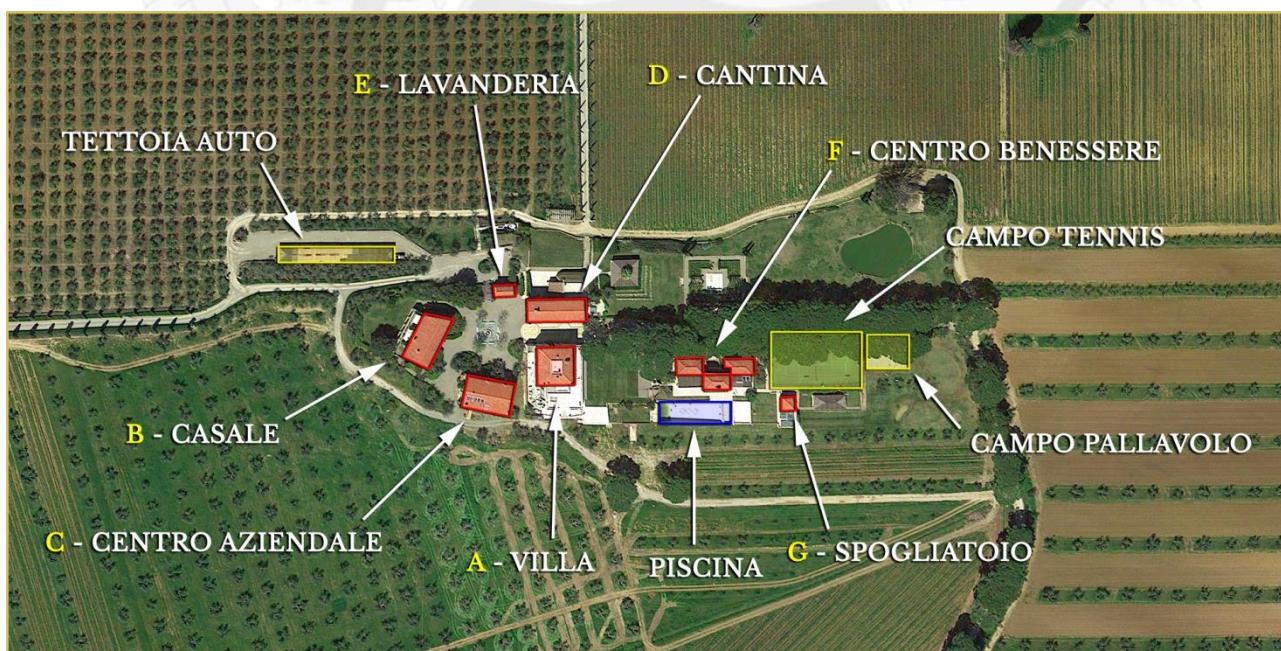 D - CANTINA
E - LAVANDERIA
TETTOIA AUTO
F - CENTRO BENESSERE
CAMPO TENNIS
B - CASALE
CAMPO PALLAVOLO
C - CENTRO AZIENDALE
A - VILLA
PISCINA
G - SPOGLIATOIO